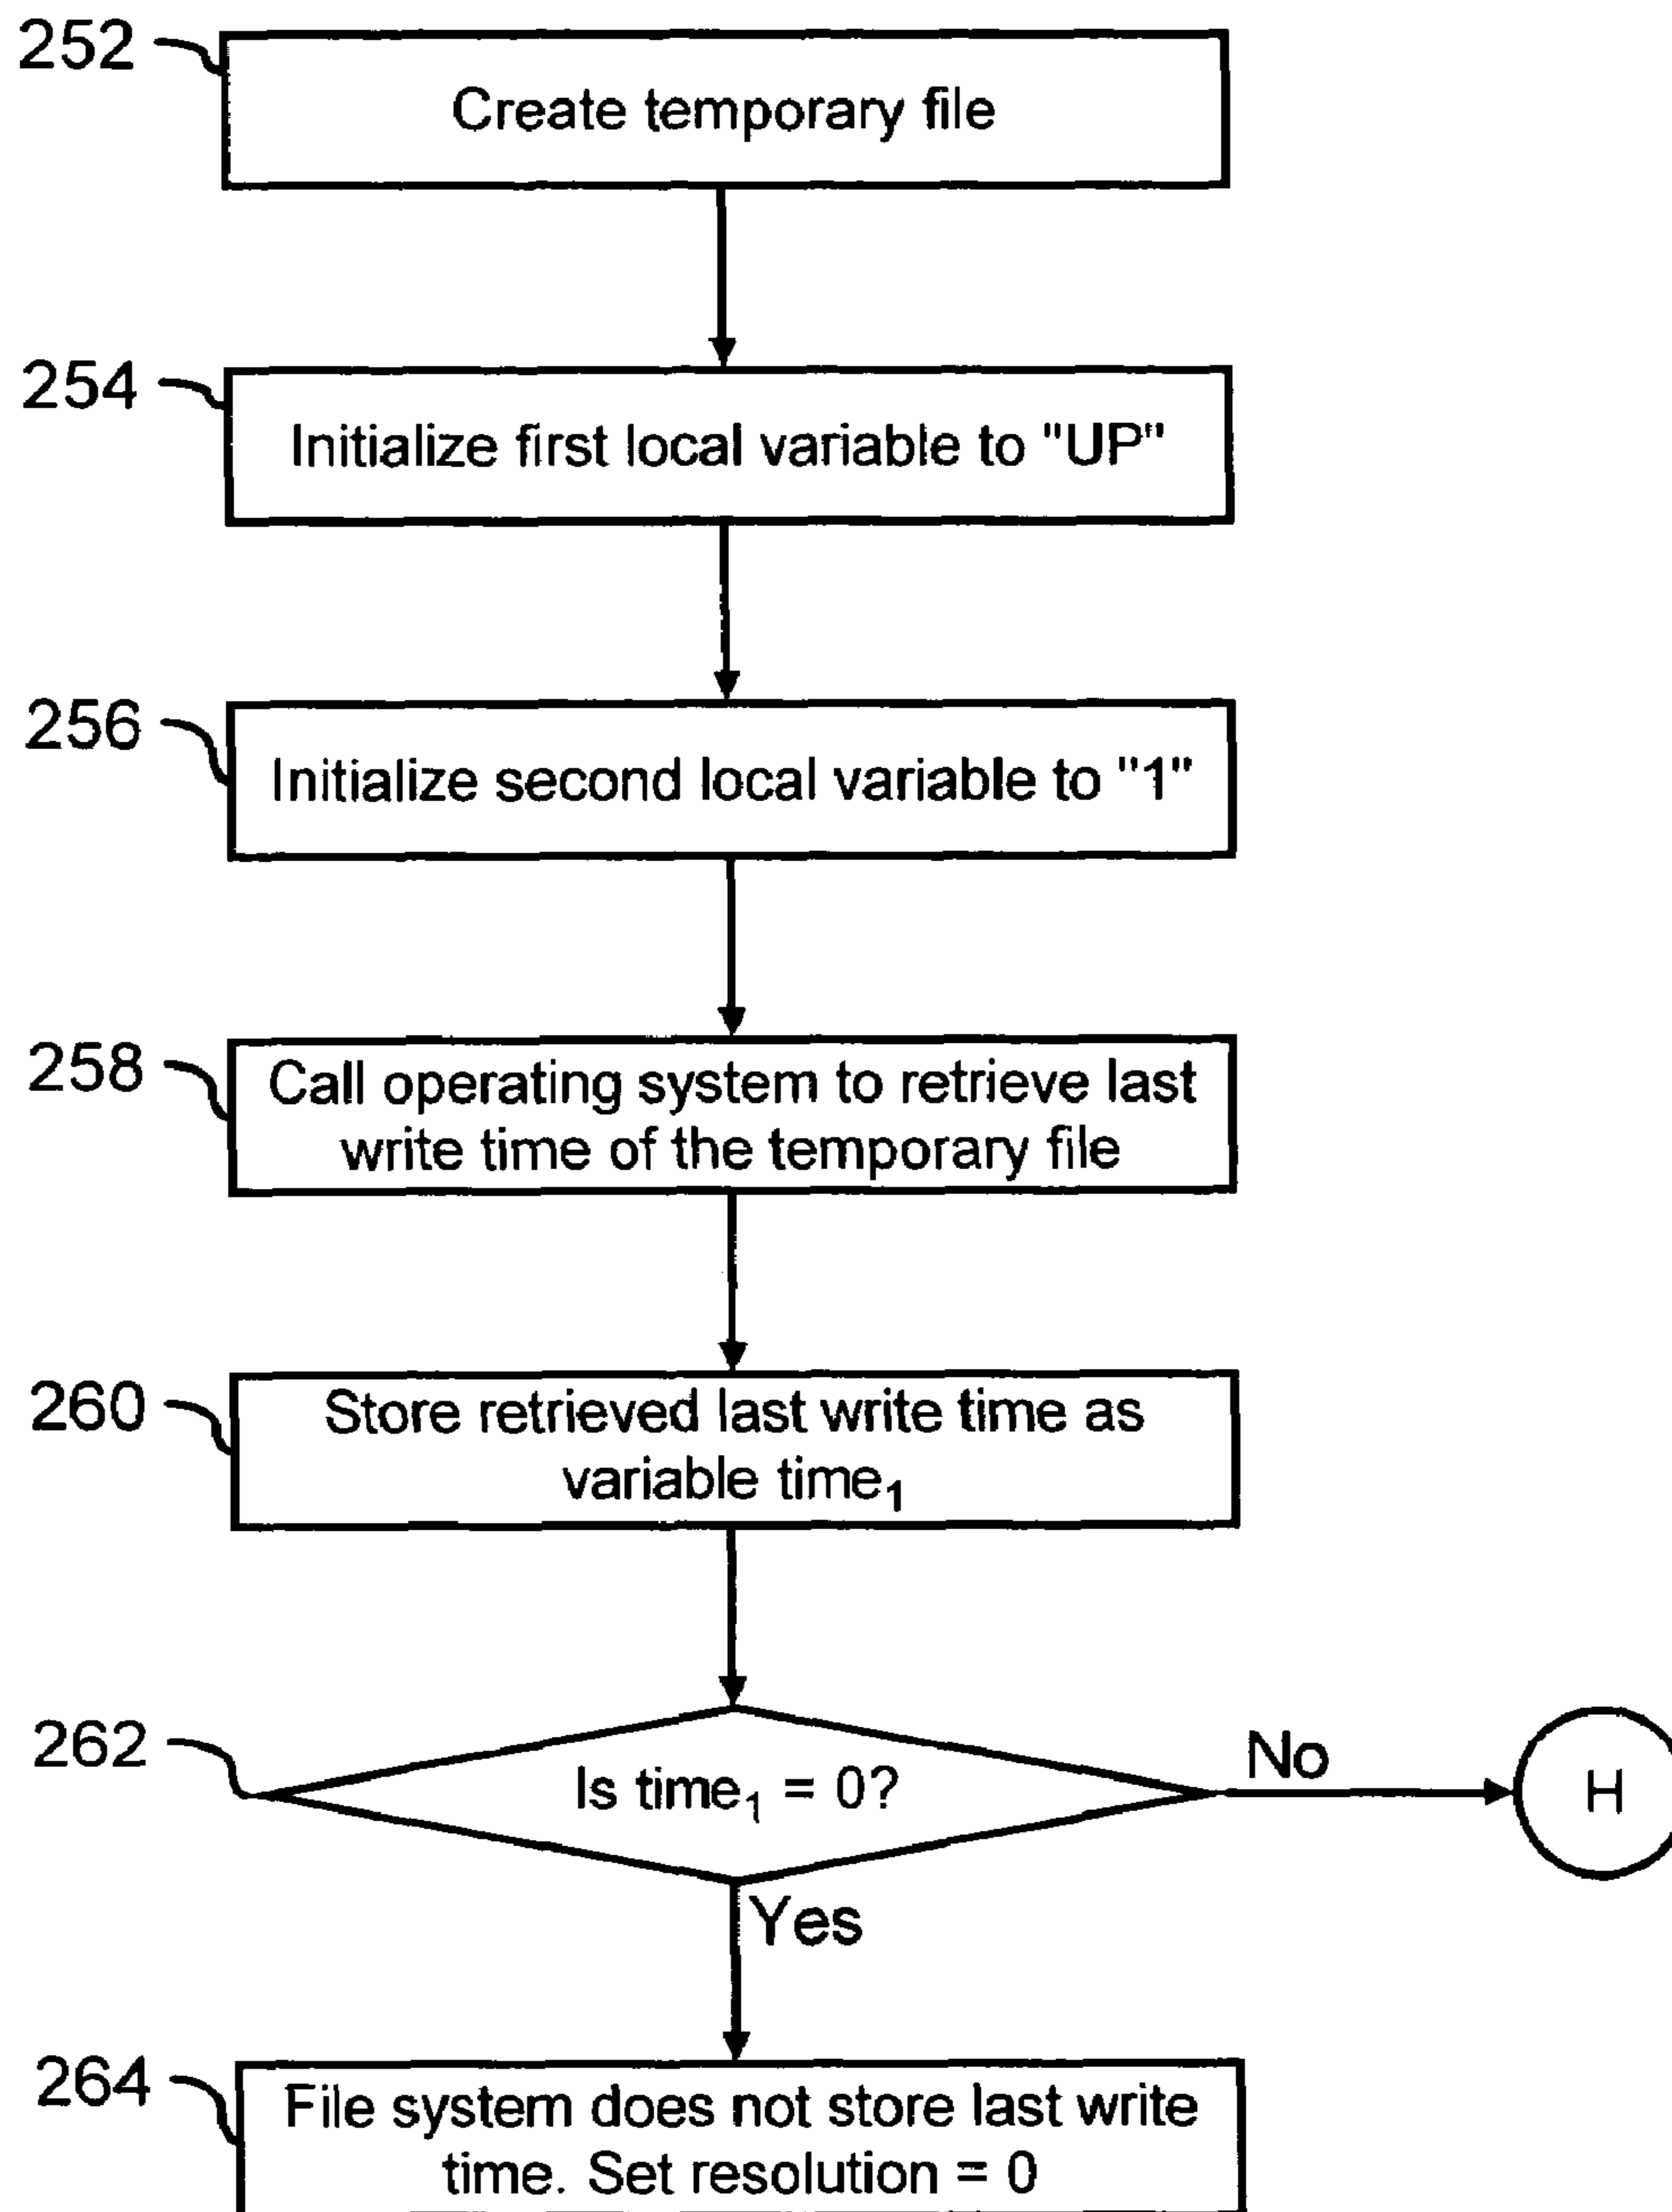 252
Create temporary file
254
Initialize first local variable to "UP"
256
Initialize second local variable to "1"
258
Call operating system to retrieve last
write time of the temporary file
260
Store retrieved last write time as
variable time₁
262
Is time₁ = 0?
No
H
Yes
264
File system does not store last write
time. Set resolution = 0